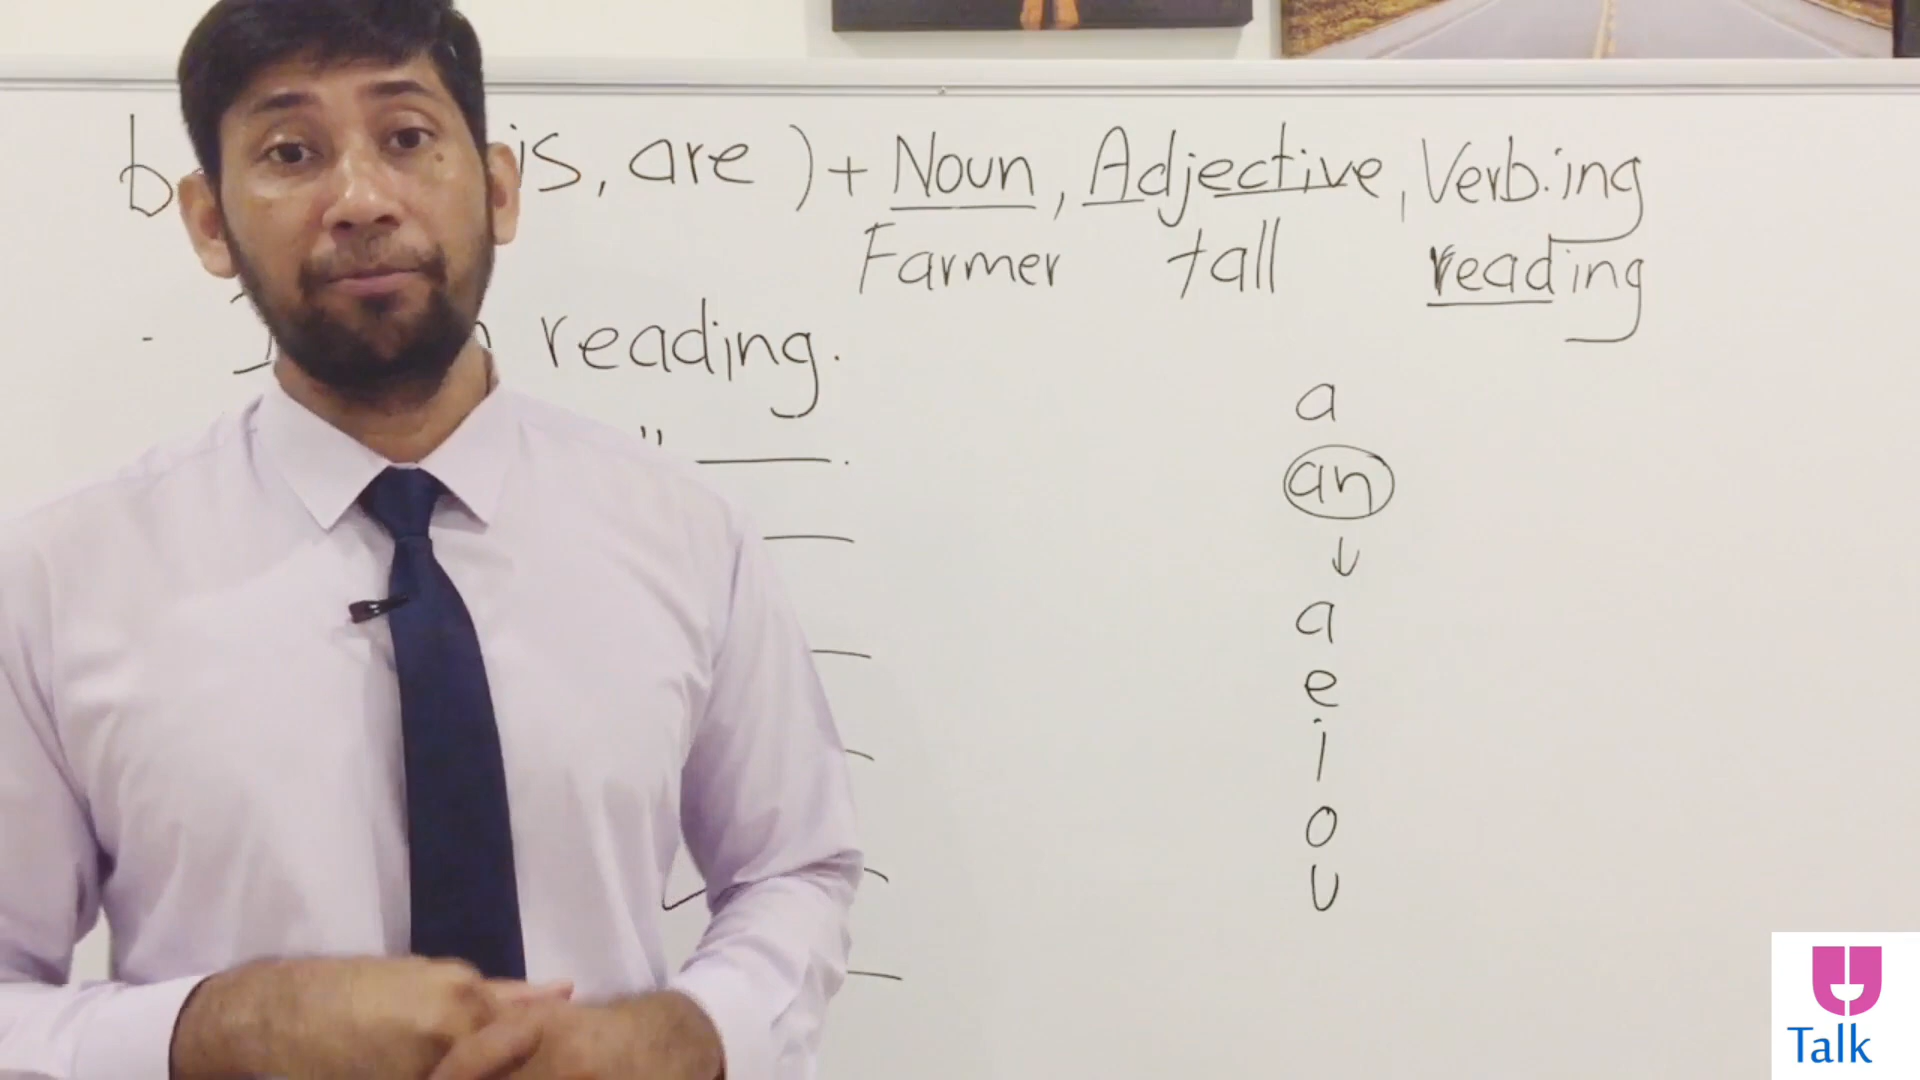 is, are ) + Noun, Adjective, Verb.ing
Farmer tall reading
reading.
a
an
a
e
i
o
U
Talk